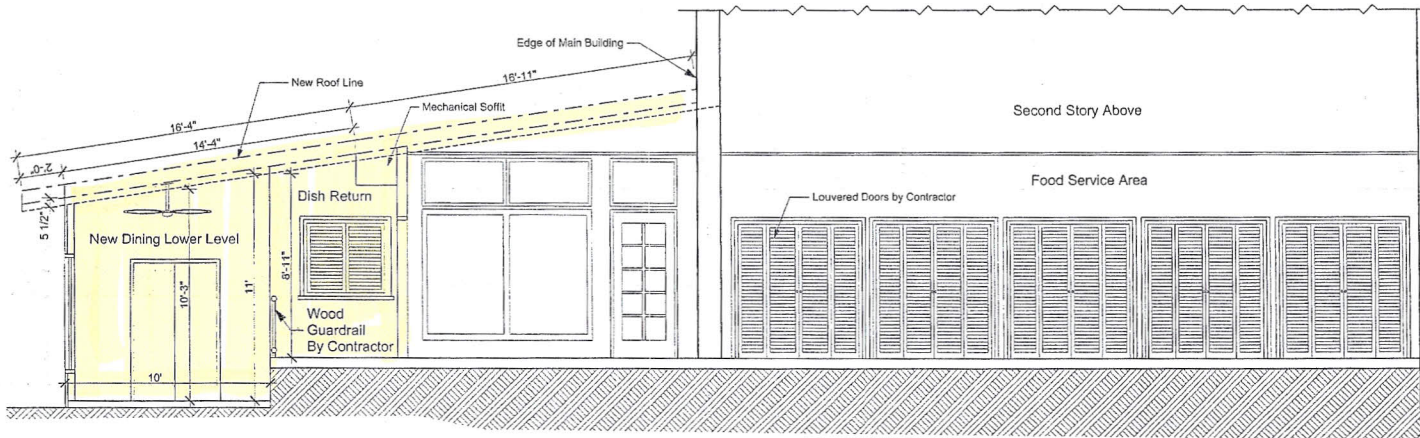 Edge of Main Building
Second Story Above
16'-11"
New Roof Line
Mechanical Soffit
16'-4"
14'-4"
2'-0"
5 1/2"
Food Service Area
Louvered Doors by Contractor
Dish Return
New Dining Lower Level
10'-3"
11'
8'-11"
Wood
Guardrail
By Contractor
10'